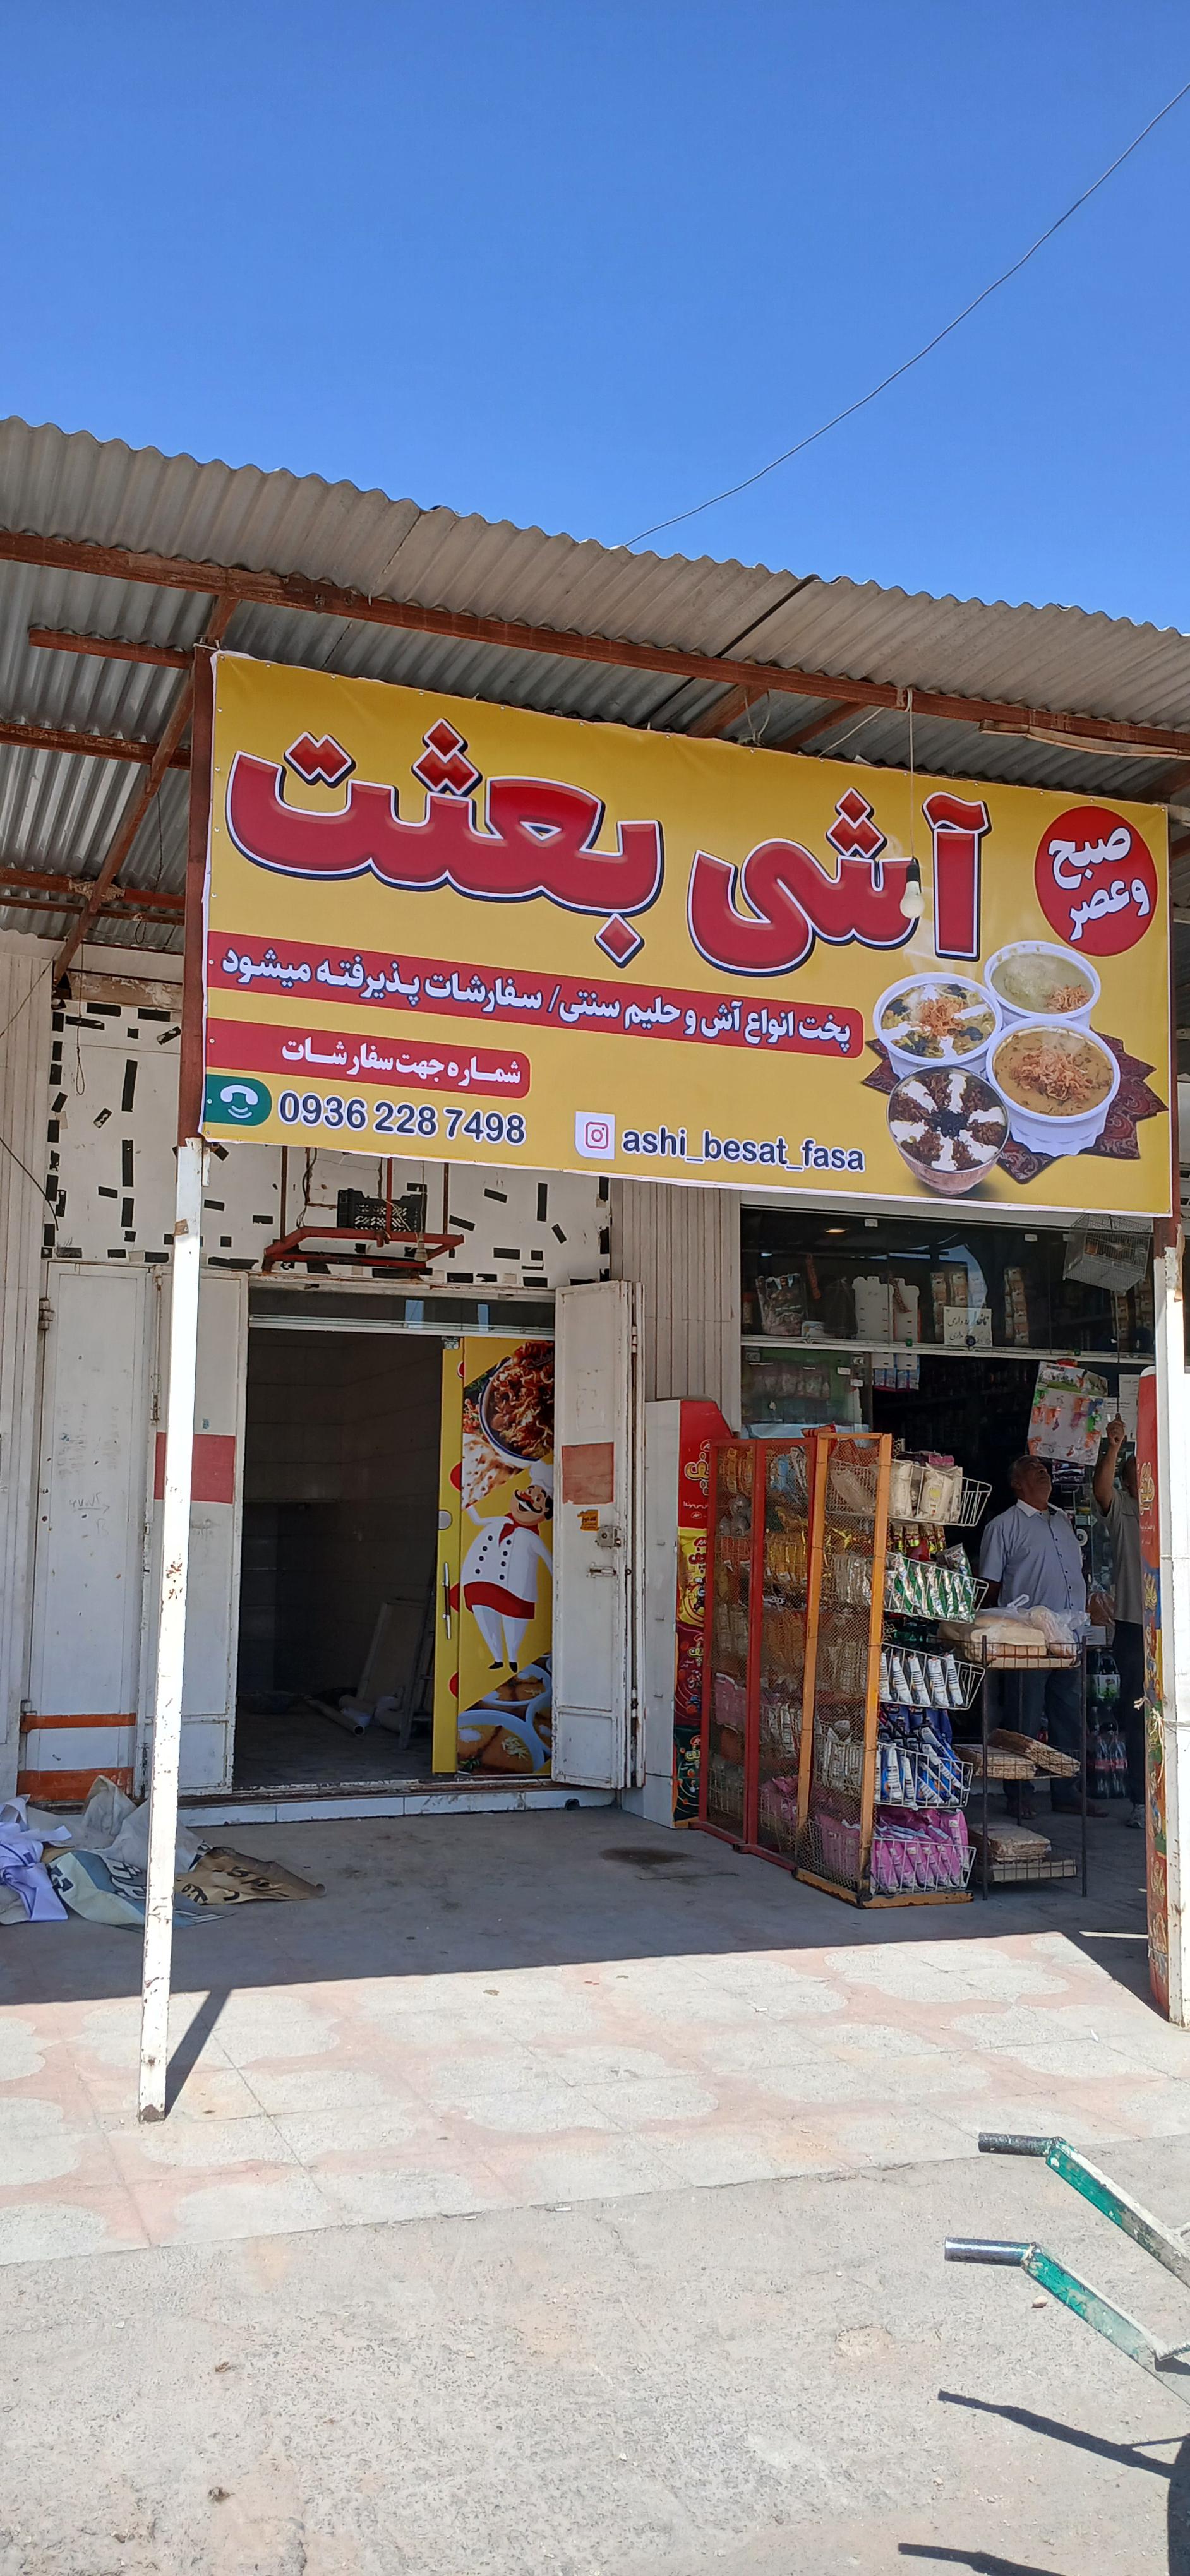 صبح
وعصر
آشی بعثت
پخت انواع آش و حلیم سنتی/ سفارشات پذیرفته میشود
شماره جهت سفارشات
0936 228 7498
ashi_besat_fasa